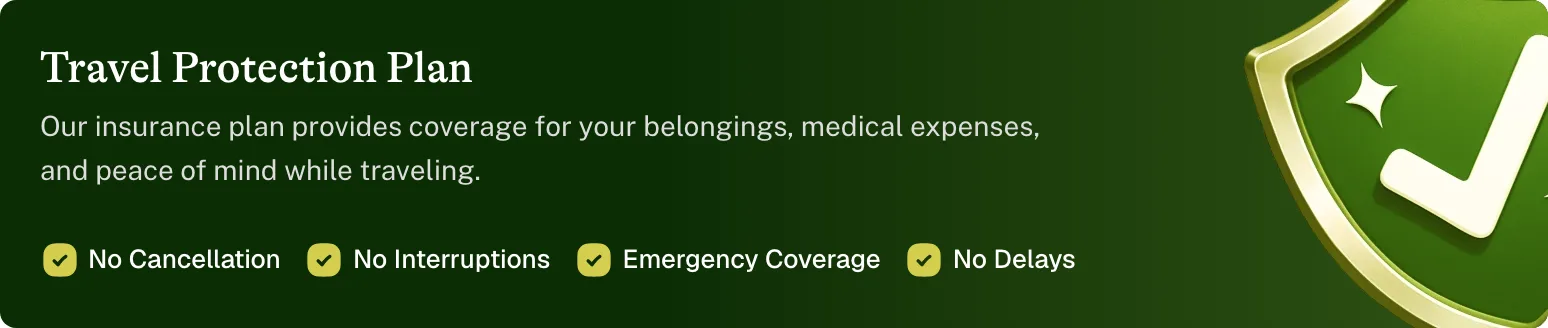 Travel Protection Plan
Our insurance plan provides coverage for your belongings, medical expenses,
and peace of mind while traveling.
No Cancellation No Interruptions Emergency Coverage No Delays